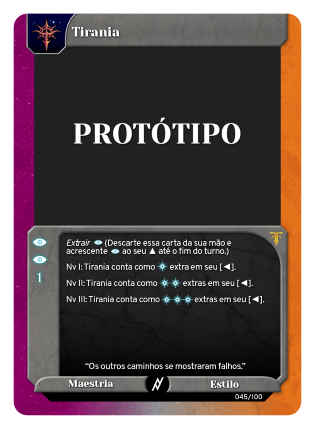 Tirania
PROTÓTIPO
1
Extrair (Descarte essa carta da sua mão e
acrescente ao seu ▲ até o fim do turno.)
Nv I: Tirania conta como extra em seu [◄].
Nv II: Tirania conta como extras em seu [◄].
Nv III: Tirania conta como extras em seu [◄].
“Os outros caminhos se mostraram falhos.”
Maestria
Estilo
045/100